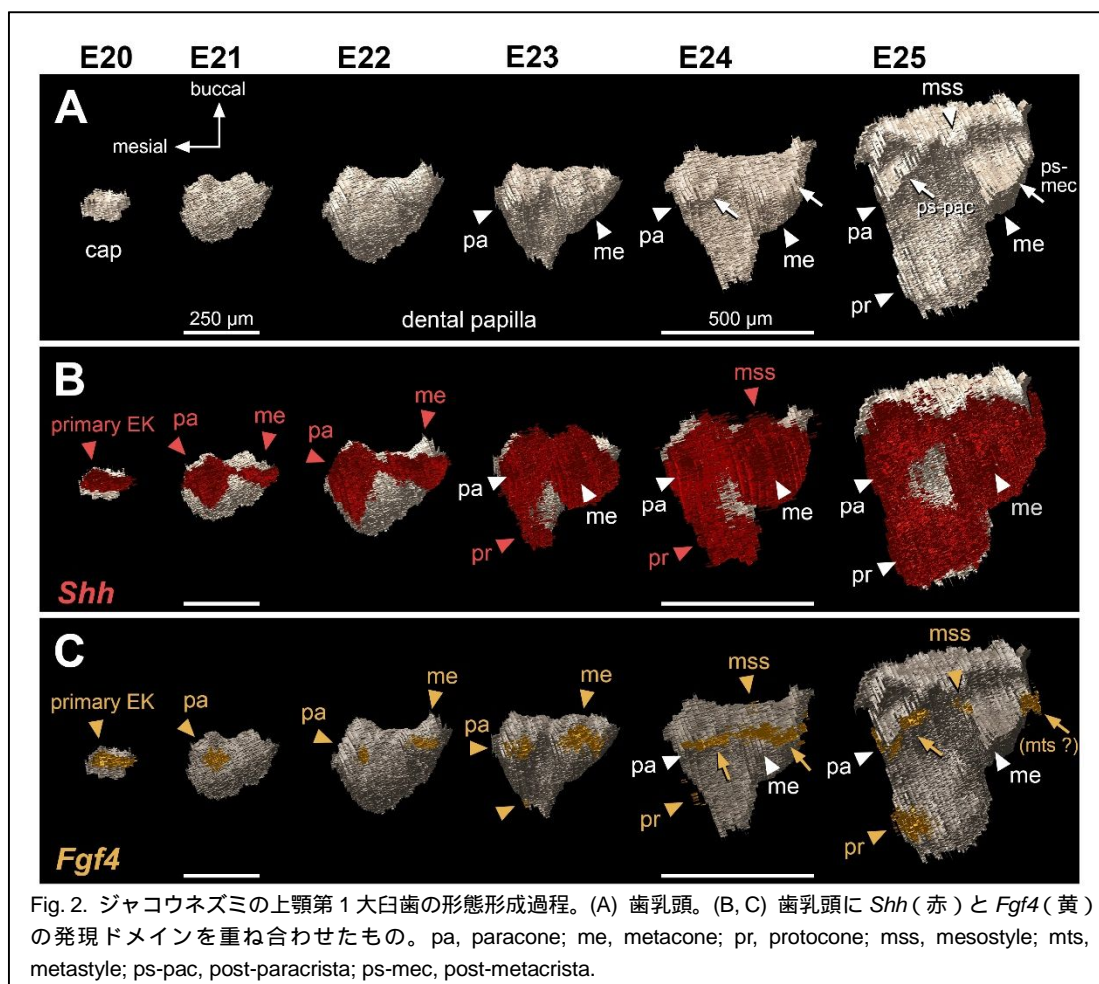 E20 E21 E22 E23 E24 E25
A
buccal
mesial
mss
ps-mec
ps-pac
cap
pa
me
pa
me
pa
me
pr
250 μm
dental papilla
500 μm
B
primary EK
pa
me
pa
me
pa
me
pr
mss
pa
me
pr
pa
me
pr
Shh
C
primary EK
pa
pa
me
pa
me
mss
pa
me
pr
mss
(mts ?)
pa
me
pr
Fgf4
Fig. 2. ジャコウネズミの上顎第 1 大臼歯の形態形成過程。(A) 歯乳頭。(B, C) 歯乳頭に Shh（赤）と Fgf4（黄）
の発現ドメインを重ね合わせたもの。pa, paracone; me, metacone; pr, protocone; mss, mesostyle; mts,
metastyle; ps-pac, post-paracrista; ps-mec, post-metacrista.